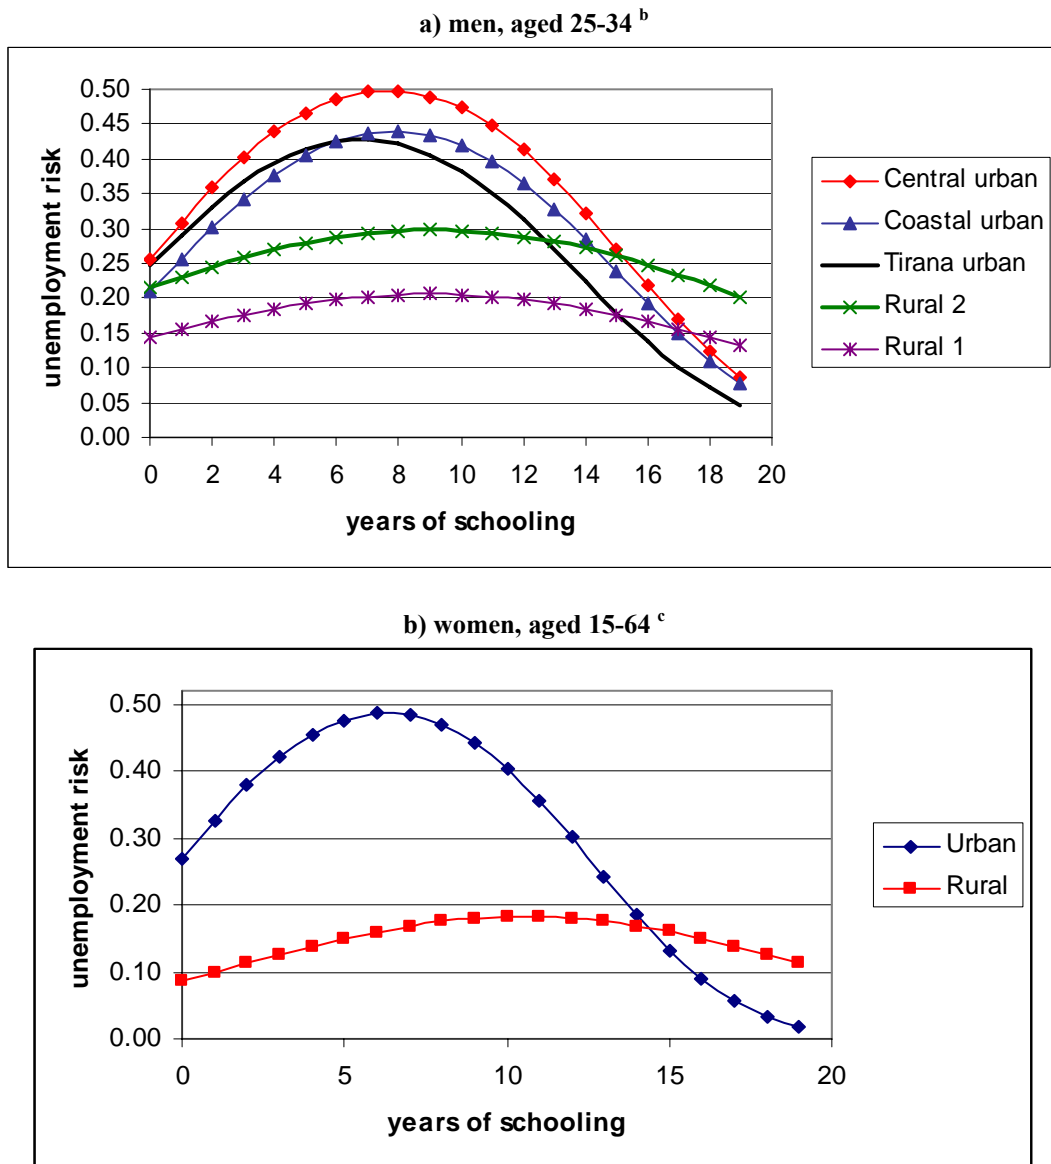 a) men, aged 25-34 b
0.50
0.45
0.40
0.35
0.30
0.25
0.20
0.15
0.10
0.05
0.00
unemployment risk
0 2 4 6 8 10 12 14 16 18 20
years of schooling
Central urban
Coastal urban
Tirana urban
Rural 2
Rural 1
b) women, aged 15-64 c
0.50
0.40
0.30
0.20
0.10
0.00
unemployment risk
0 5 10 15 20
years of schooling
Urban
Rural